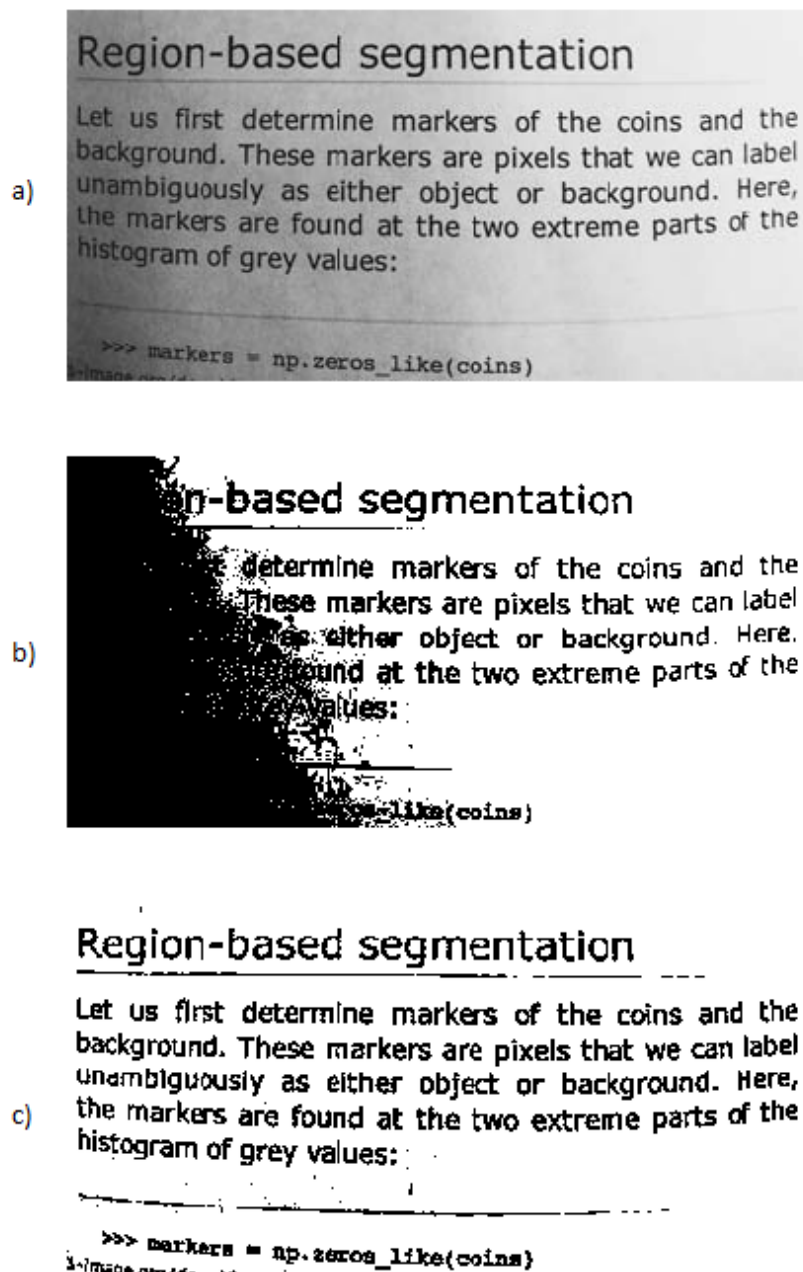 a)
Region-based segmentation
Let us first determine markers of the coins and the
background. These markers are pixels that we can label
unambiguously as either object or background. Here,
the markers are found at the two extreme parts of the
histogram of grey values:
>>> markers = np.zeros_like(coins)
b)
on-based segmentation
determine markers of the coins and the
These markers are pixels that we can label
as either object or background. Here.
found at the two extreme parts of the
values:
like(coins)
c)
Region-based segmentation
Let us first determine markers of the coins and the
background. These markers are pixels that we can label
unambiguously as either object or background. Here,
the markers are found at the two extreme parts of the
histogram of grey values:
>>> markers = np.zeros_like(coins)